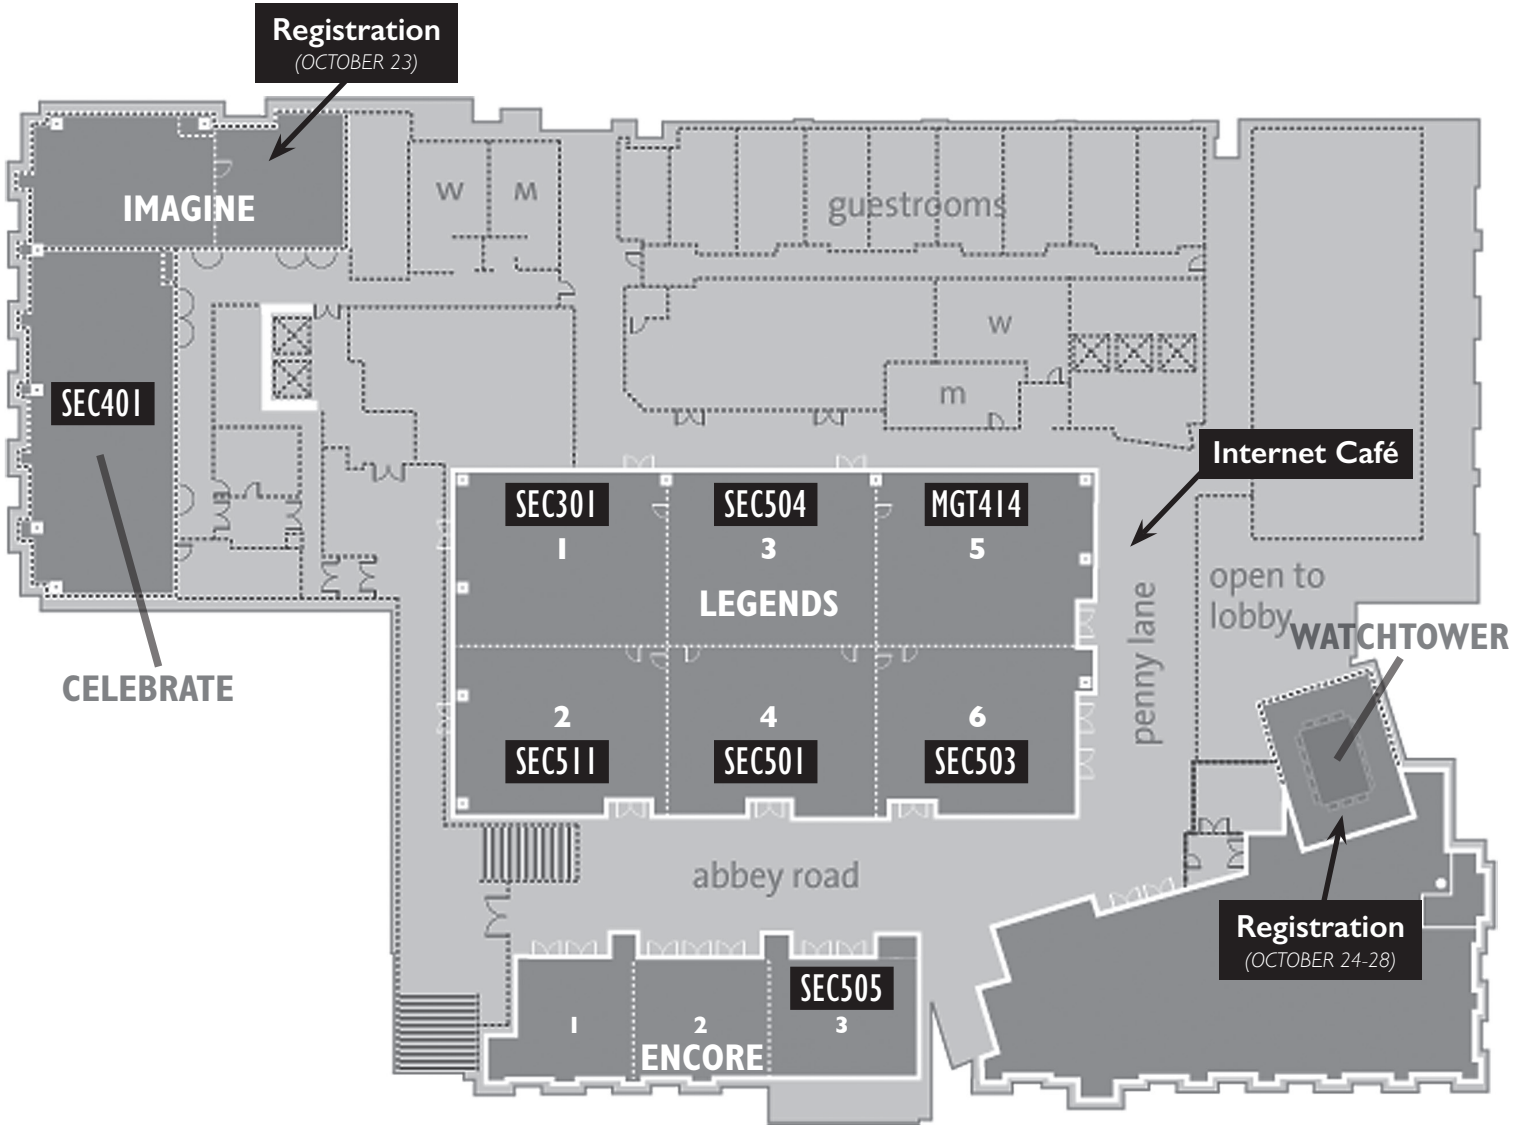 Registration
(OCTOBER 23)
W
M
guestrooms
IMAGINE
w
m
SEC401
Internet Café
SEC301
SEC504
MGT414
1
3
5
LEGENDS
open to
lobby
WATCHTOWER
penny lane
CELEBRATE
2
4
6
SEC511
SEC501
SEC503
abbey road
Registration
(OCTOBER 24-28)
SEC505
1
2
3
ENCORE